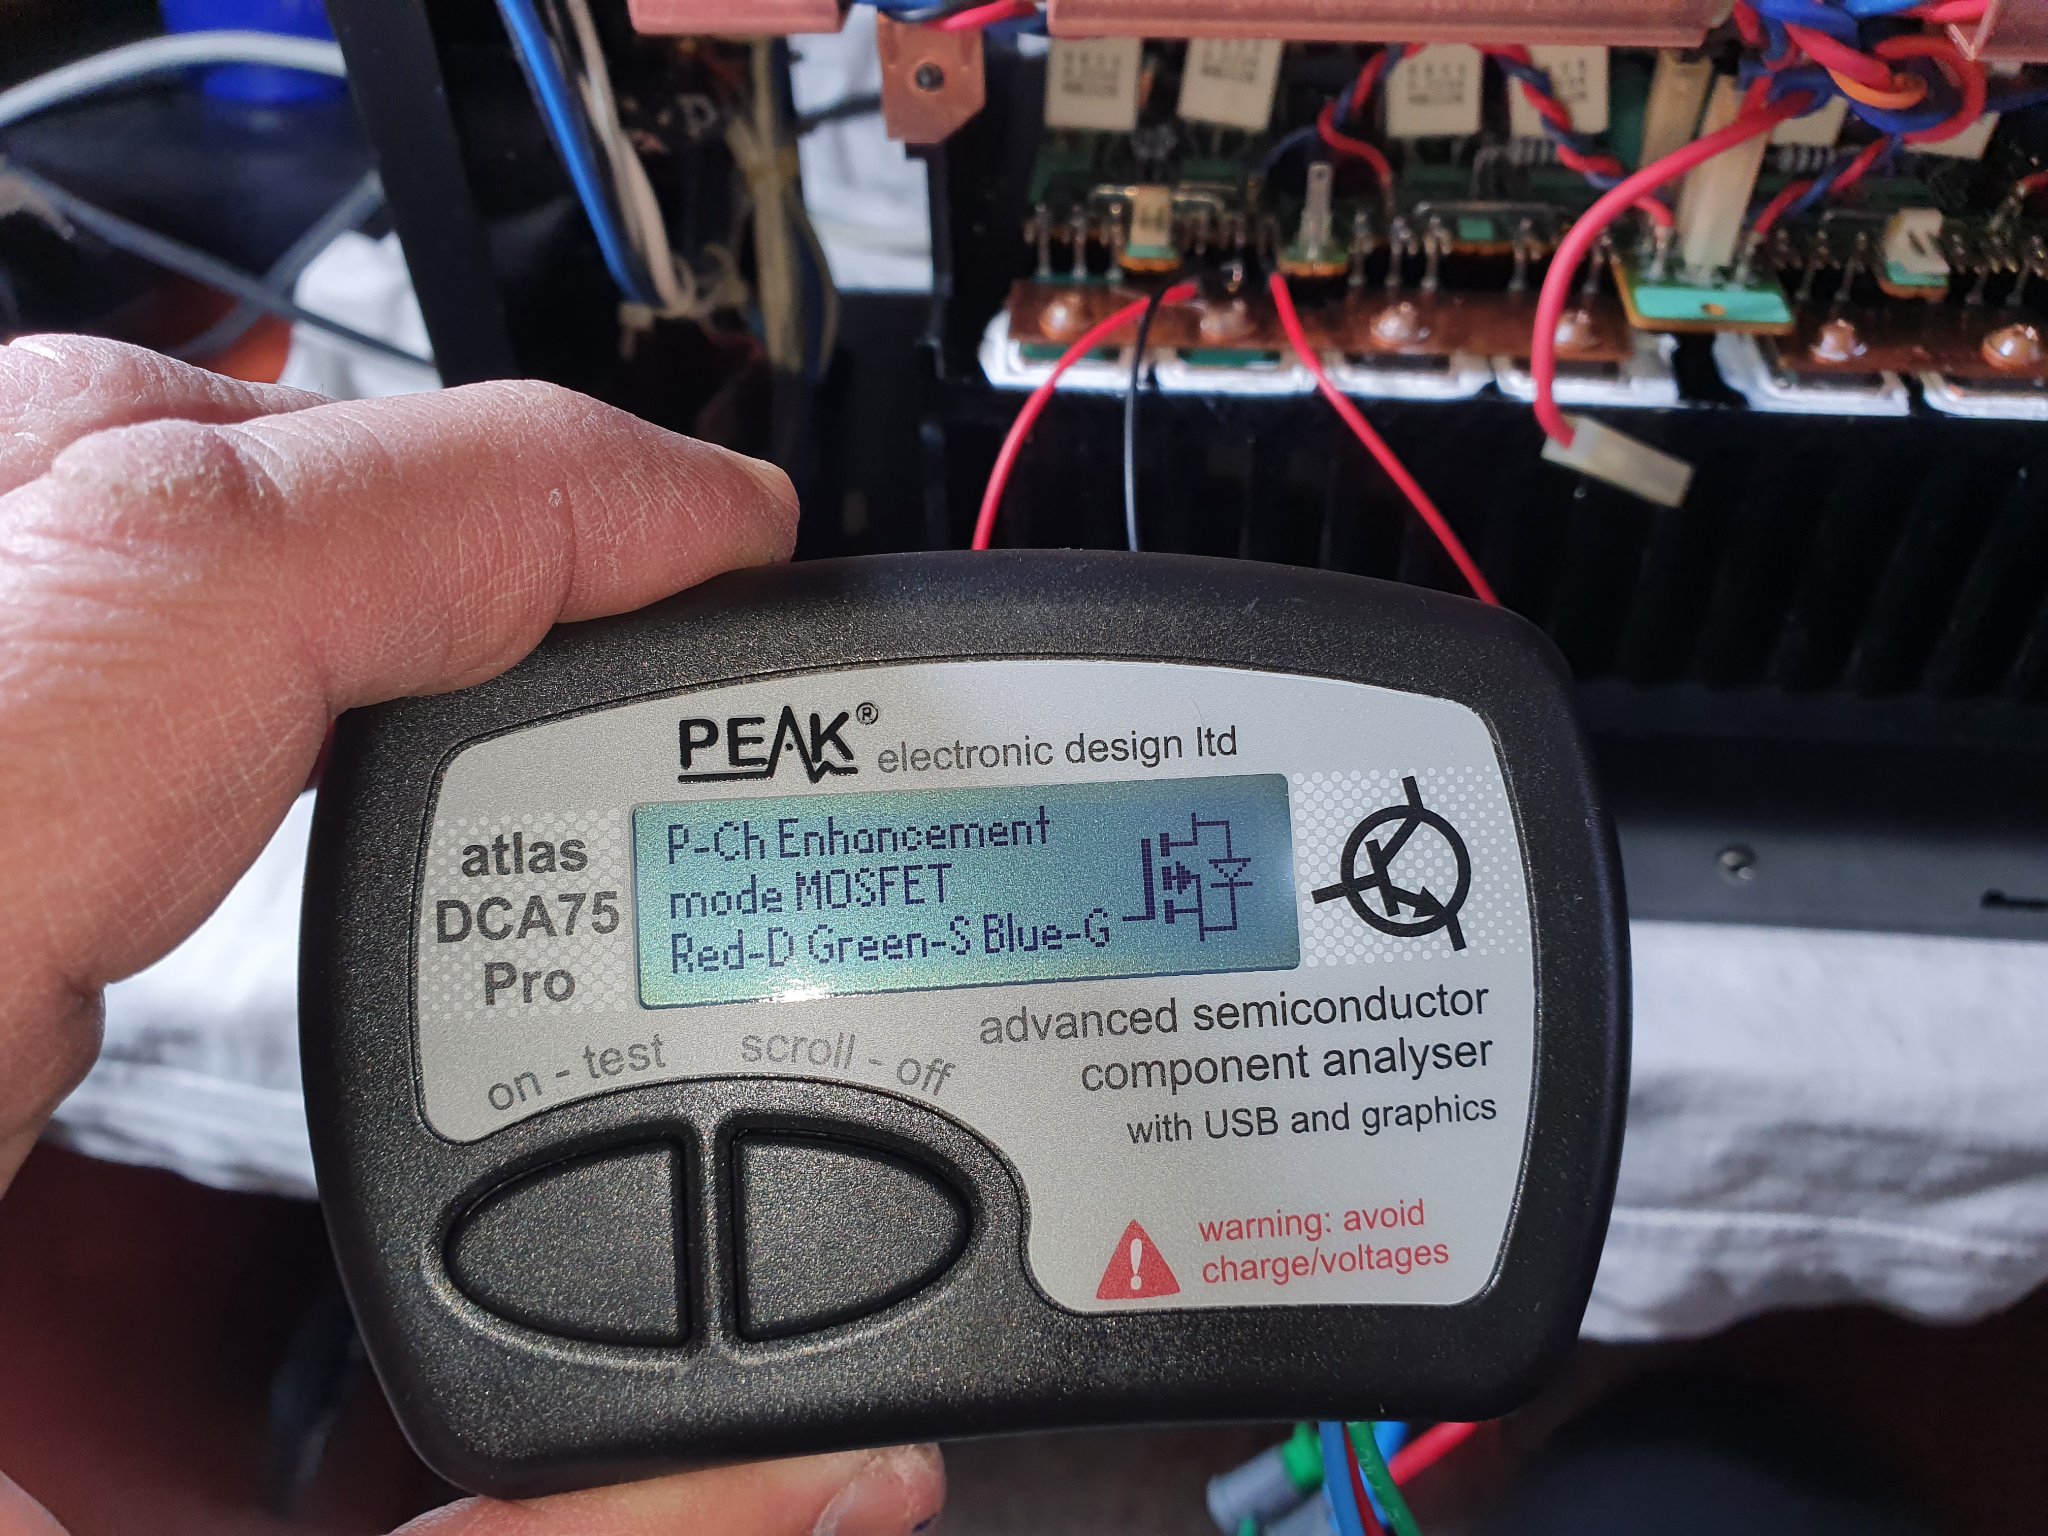 PEAK® electronic design ltd
atlas
DCA75
Pro
P-Ch Enhancement
mode MOSFET
Red-D Green-S Blue-G
on - test
scroll - off
advanced semiconductor
component analyser
with USB and graphics
warning: avoid
charge/voltages